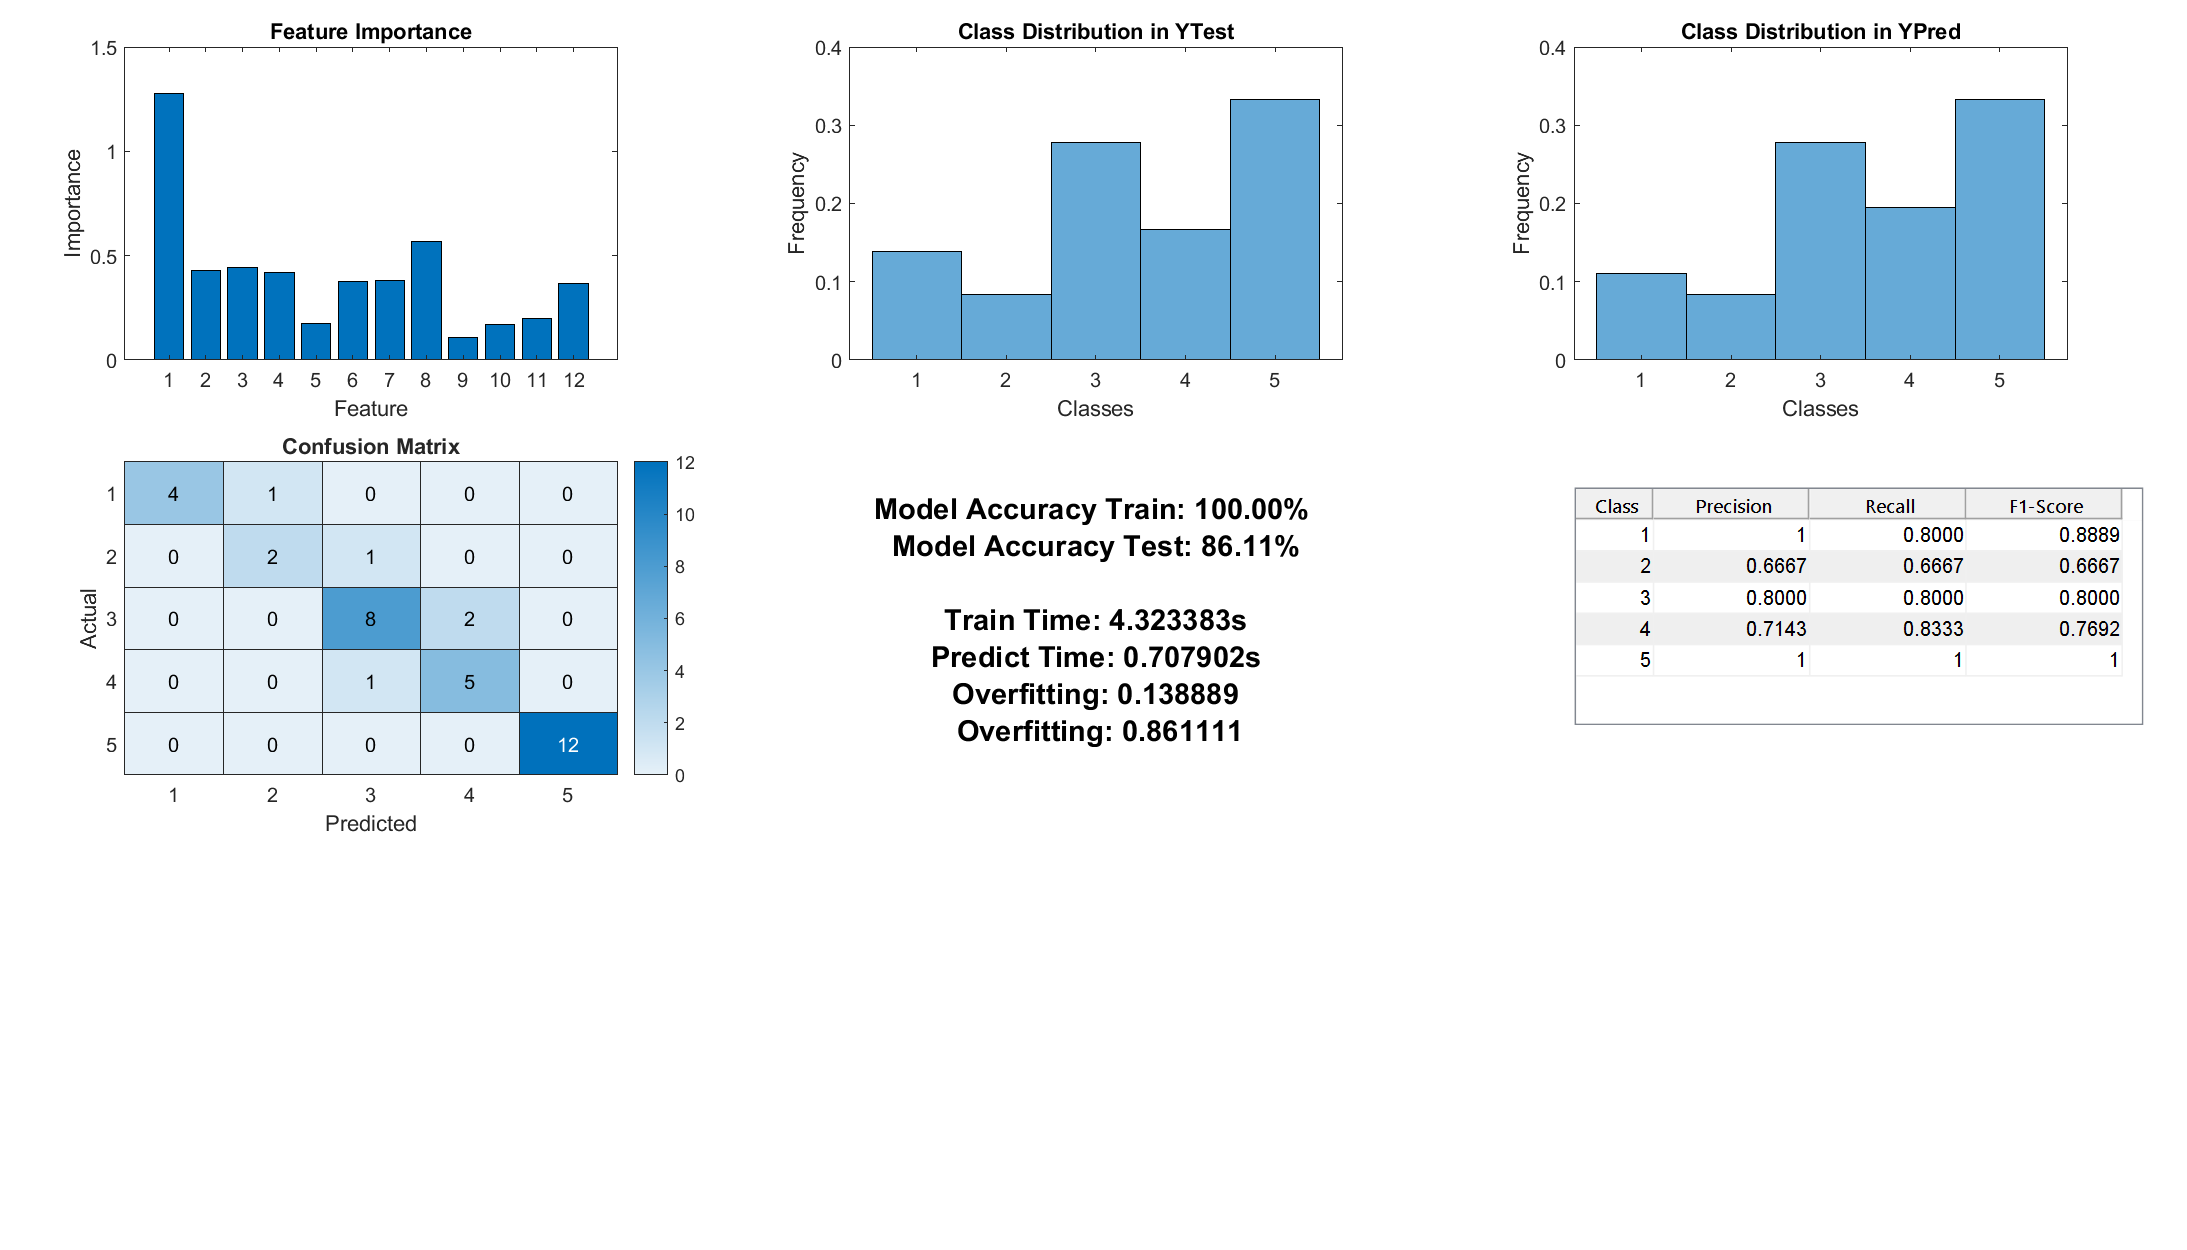 Feature Importance
1.5
1
0.5
0
Importance
1 2 3 4 5 6 7 8 9 10 11 12
Feature
Class Distribution in YTest
0.4
0.3
0.2
0.1
0
Frequency
1 2 3 4 5
Classes
Class Distribution in YPred
0.4
0.3
0.2
0.1
0
Frequency
1 2 3 4 5
Classes
Confusion Matrix
Actual
1 4 1 0 0 0
2 0 2 1 0 0
3 0 0 8 2 0
4 0 0 1 5 0
5 0 0 0 0 12
1 2 3 4 5
Predicted
12
10
8
6
4
2
0
Model Accuracy Train: 100.00%
Model Accuracy Test: 86.11%
Train Time: 4.323383s
Predict Time: 0.707902s
Overfitting: 0.138889
Overfitting: 0.861111
Class Precision Recall F1-Score
1 1 0.8000 0.8889
2 0.6667 0.6667 0.6667
3 0.8000 0.8000 0.8000
4 0.7143 0.8333 0.7692
5 1 1 1